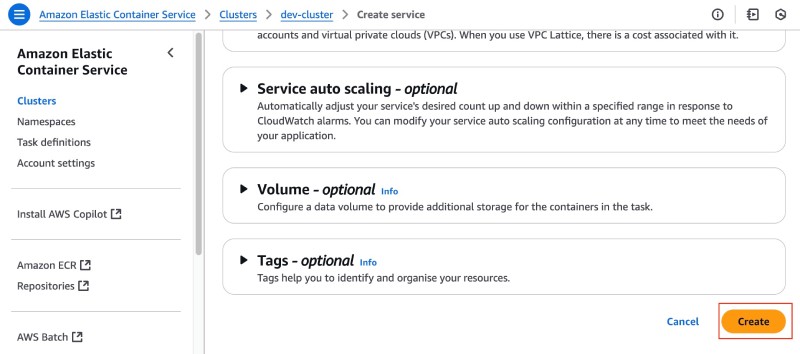 Amazon Elastic Container Service > Clusters > dev-cluster > Create service
Amazon Elastic
Container Service
Clusters
Namespaces
Task definitions
Account settings
Install AWS Copilot
Amazon ECR
Repositories
AWS Batch
accounts and virtual private clouds (VPCs). When you use VPC Lattice, there is a cost associated with it.
Service auto scaling - optional
Automatically adjust your service's desired count up and down within a specified range in response to
CloudWatch alarms. You can modify your service auto scaling configuration at any time to meet the needs of
your application.
Volume - optional Info
Configure a data volume to provide additional storage for the containers in the task.
Tags - optional Info
Tags help you to identify and organise your resources.
Cancel Create